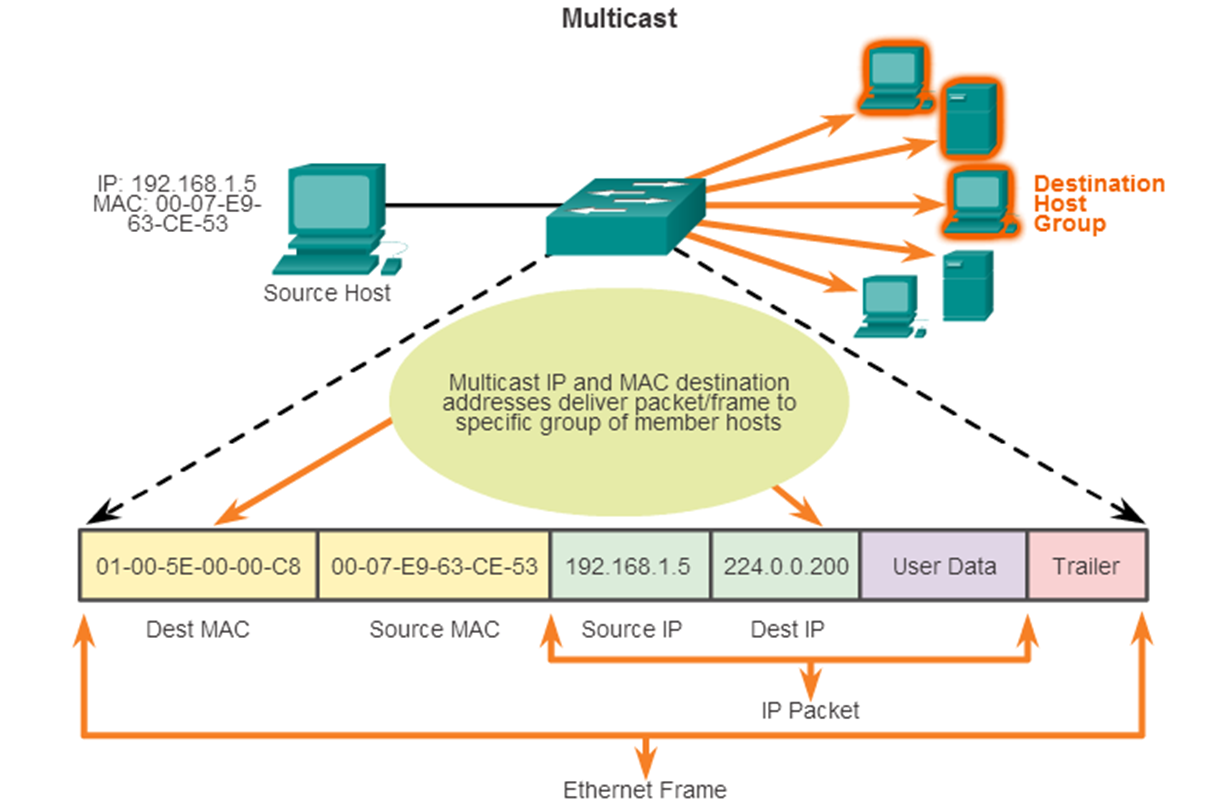 Multicast
IP: 192.168.1.5
MAC: 00-07-E9-
63-CE-53
Source Host
Destination
Host
Group
Multicast IP and MAC destination
addresses deliver packet/frame to
specific group of member hosts
01-00-5E-00-00-C8 00-07-E9-63-CE-53 192.168.1.5 224.0.0.200 User Data Trailer
Dest MAC Source MAC Source IP Dest IP
IP Packet
Ethernet Frame